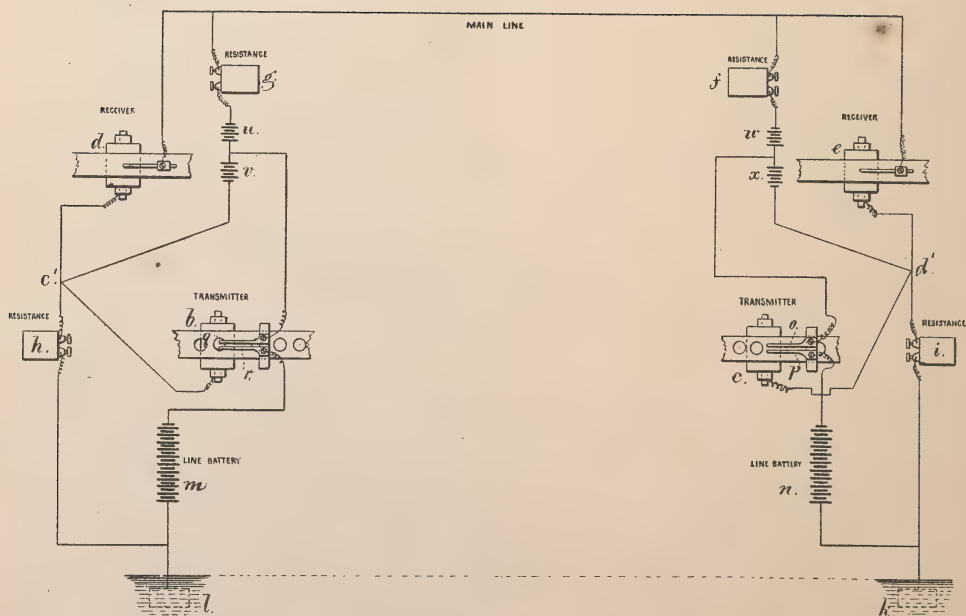 MAIN LINE
RESISTANCE
g.
RESISTANCE
f
RECEIVER
d.
u.
v.
w
x.
RECEIVER
e
c'.
d'.
TRANSMITTER
b.
q
r.
RESISTANCE
h.
TRANSMITTER
o.
p
c.
RESISTANCE
i.
LINE BATTERY
m
LINE BATTERY
n.
l.
k.